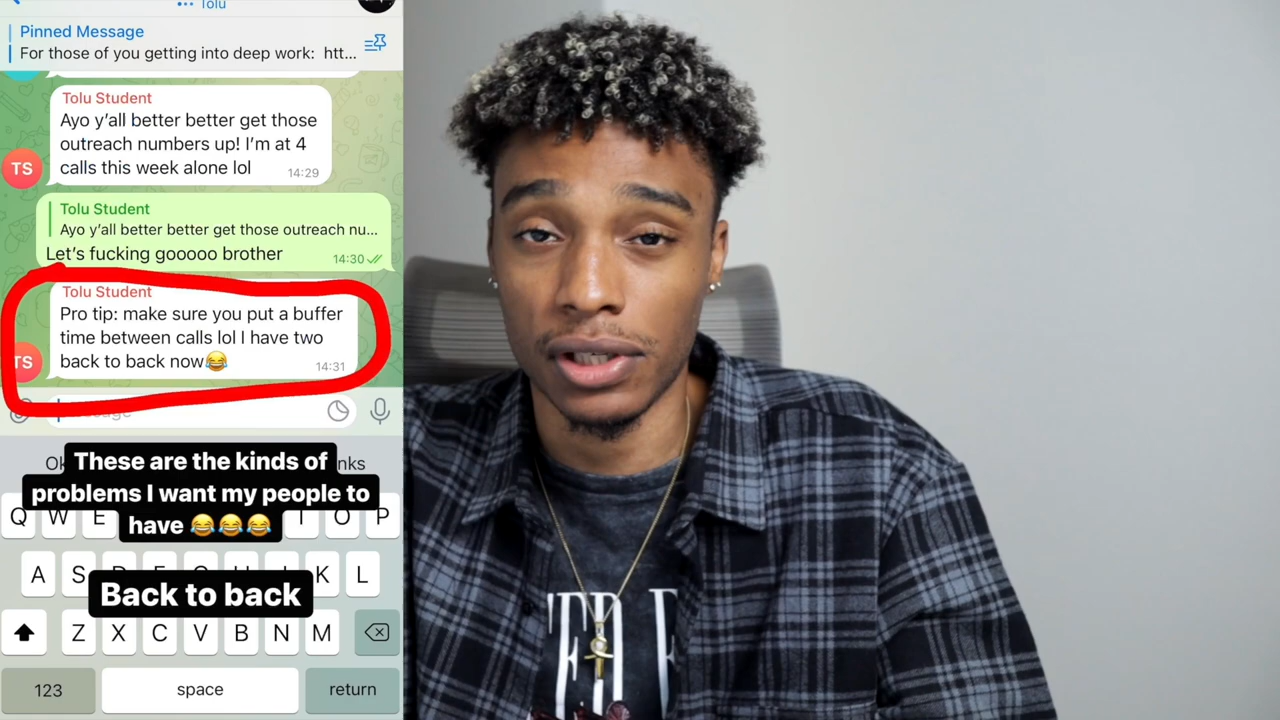 Tolu
Pinned Message
For those of you getting into deep work: htt...
Tolu Student
Ayo y'all better better get those
outreach numbers up! I'm at 4
calls this week alone lol
14:29
Tolu Student
Ayo y'all better better get those outreach nu...
Let's fucking gooooo brother
14:30
Tolu Student
Pro tip: make sure you put a buffer
time between calls lol I have two
back to back now😂
14:31
TS
TS
These are the kinds of
problems I want my people to
have 😂😂😂
Q W E I O P
A S K L
Back to back
Z X C V B N M
123 space return